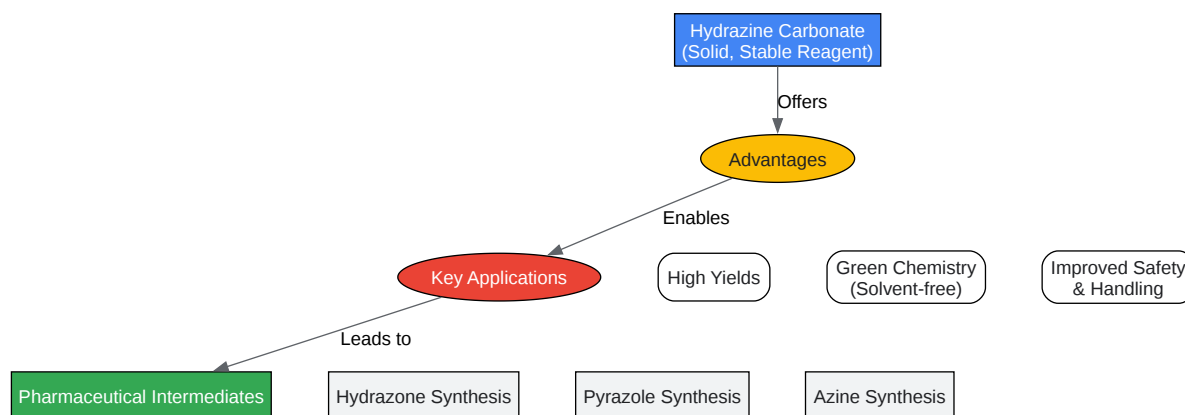 Hydrazine Carbonate
(Solid, Stable Reagent)
Offers
Advantages
Enables
Key Applications
High Yields
Green Chemistry
(Solvent-free)
Improved Safety
& Handling
Leads to
Pharmaceutical Intermediates
Hydrazone Synthesis
Pyrazole Synthesis
Azine Synthesis